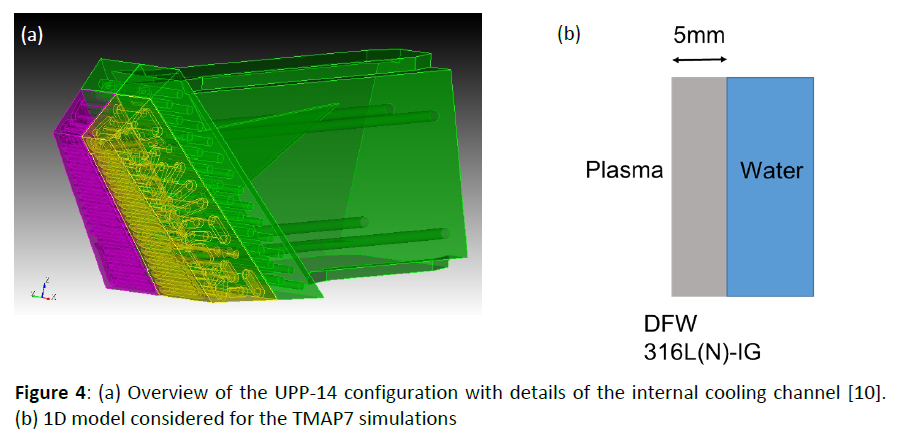 (a)
(b)
5mm
Plasma
Water
DFW
316L(N)-IG
Figure 4: (a) Overview of the UPP-14 configuration with details of the internal cooling channel [10].
(b) 1D model considered for the TMAP7 simulations